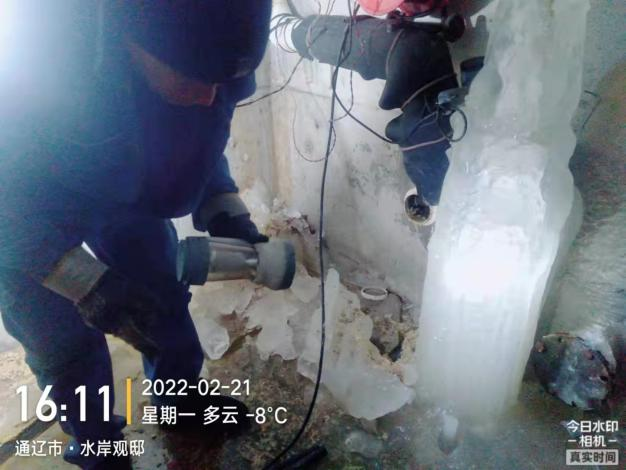 16:11
2022-02-21
星期一 多云 -8°C
通辽市·水岸观邸
今日水印
-相机-
真实时间